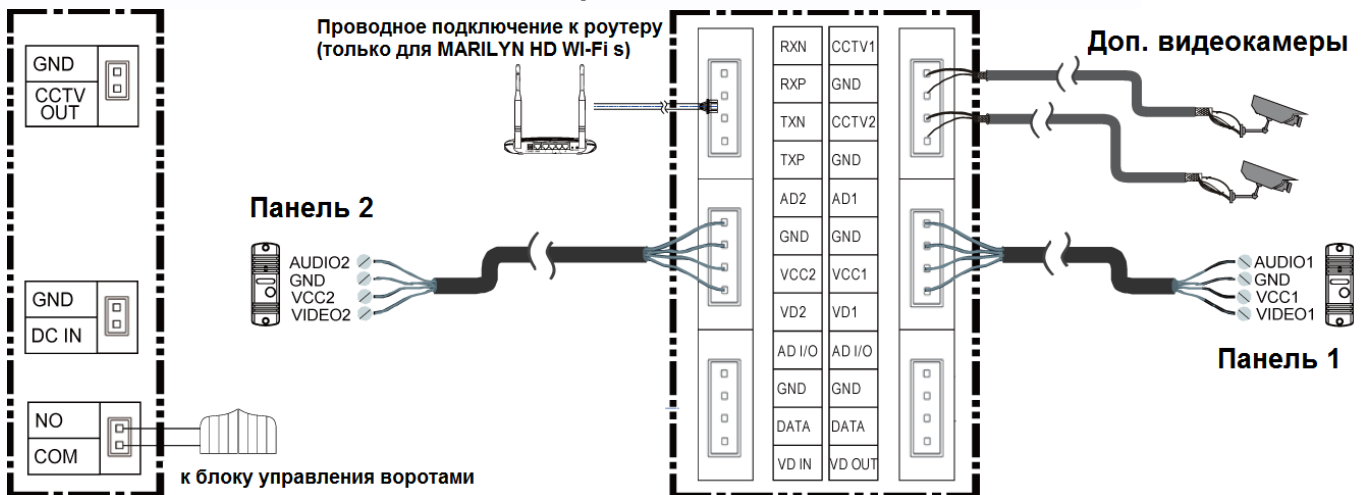 Проводное подключение к роутеру
(только для MARILYN HD WI-Fi s)
Доп. видеокамеры
GND
CCTV
OUT
GND
DC IN
NO
COM
к блоку управления воротами
Панель 2
AUDIO2
GND
VCC2
VIDEO2
RXN CCTV1
RXP GND
TXN CCTV2
TXP GND
AD2 AD1
GND GND
VCC2 VCC1
VD2 VD1
AD I/O AD I/O
GND GND
DATA DATA
VD IN VD OUT
AUDIO1
GND
VCC1
VIDEO1
Панель 1